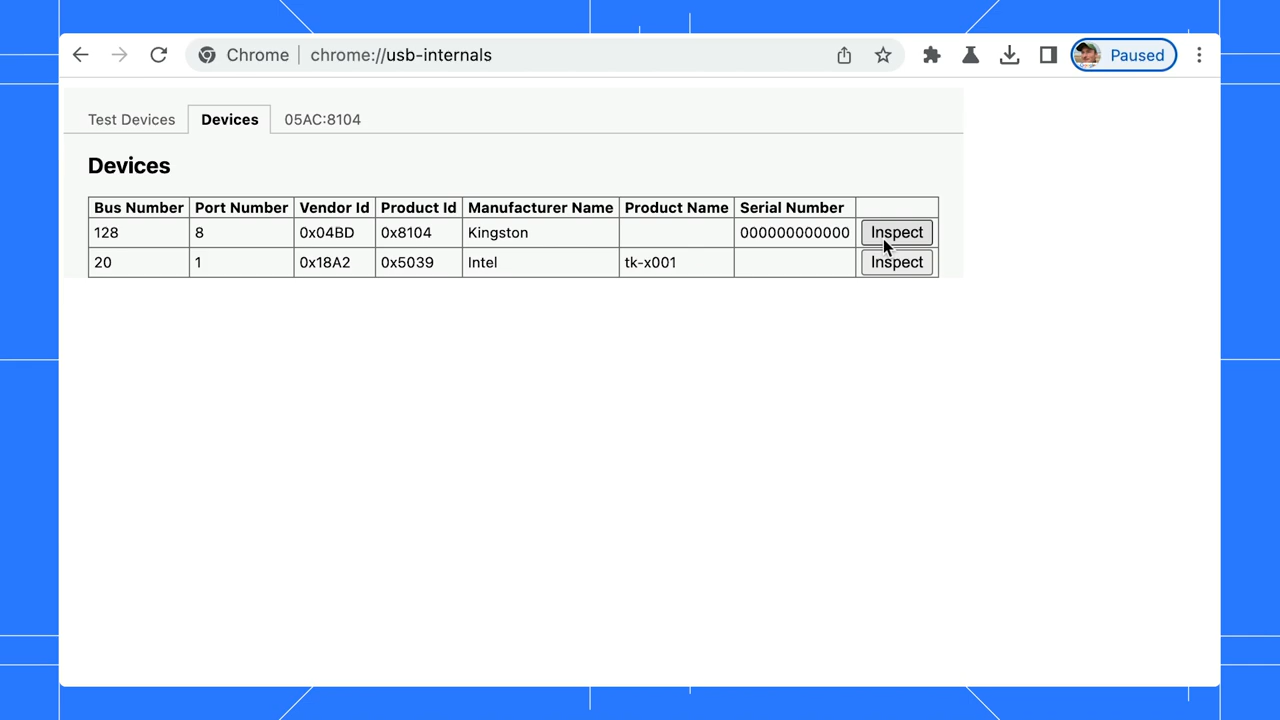 Chrome chrome://usb-internals Paused
Test Devices Devices 05AC:8104
Devices
Bus Number Port Number Vendor Id Product Id Manufacturer Name Product Name Serial Number
128 8 0x04BD 0x8104 Kingston 000000000000 Inspect
20 1 0x18A2 0x5039 Intel tk-x001 Inspect